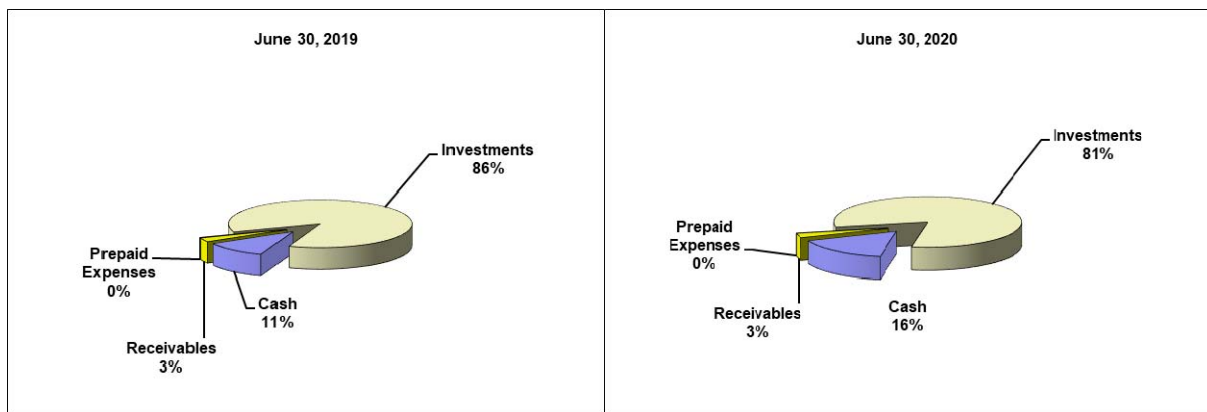 June 30, 2019
Investments
86%
Prepaid
Expenses
0%
Cash
11%
Receivables
3%
June 30, 2020
Investments
81%
Prepaid
Expenses
0%
Cash
16%
Receivables
3%